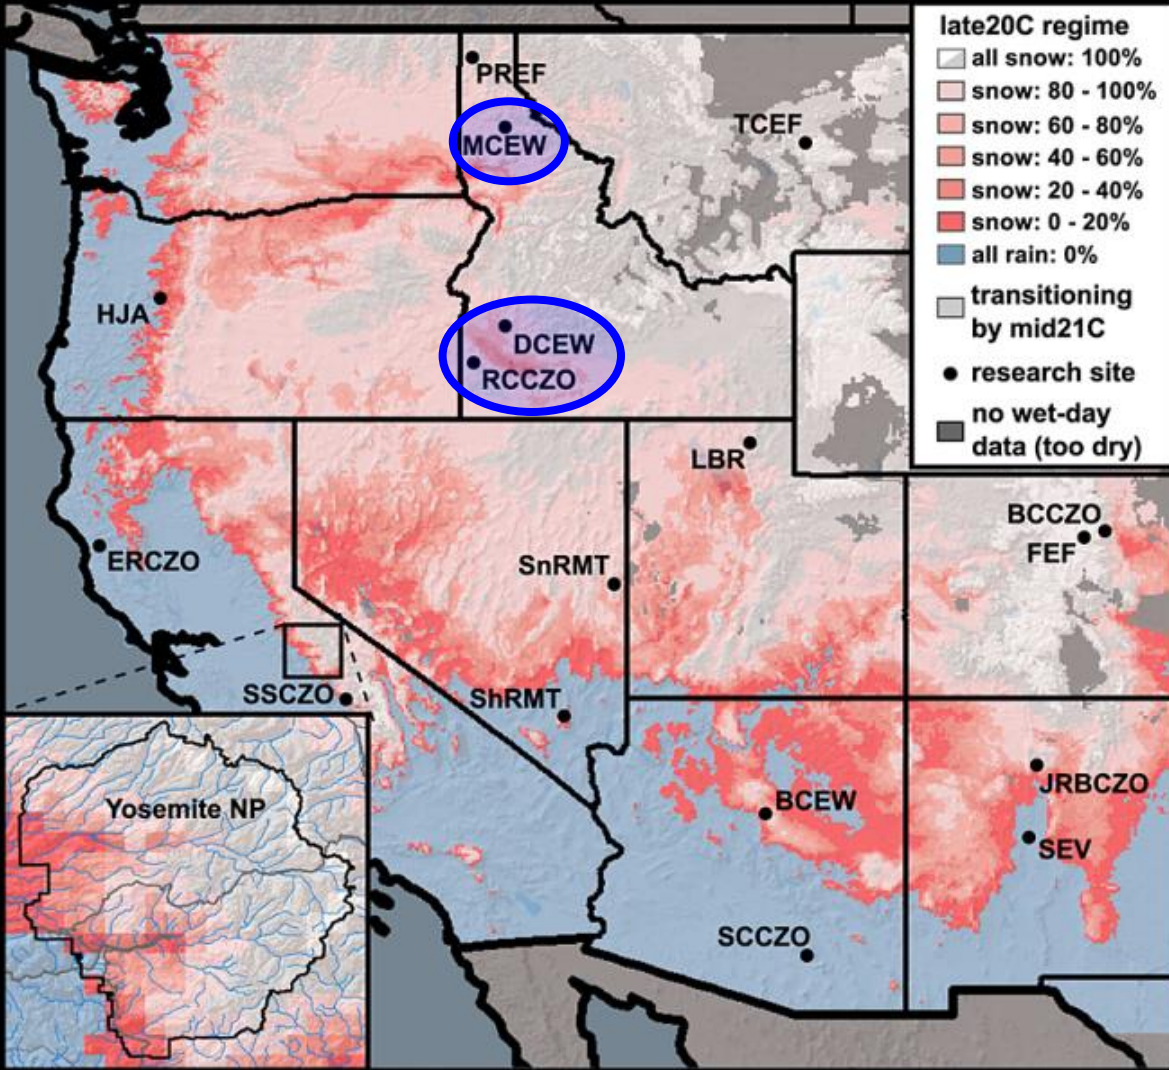 late20C regime
all snow: 100%
snow: 80 - 100%
snow: 60 - 80%
snow: 40 - 60%
snow: 20 - 40%
snow: 0 - 20%
all rain: 0%
transitioning
by mid21C
research site
no wet-day
data (too dry)
PREF
MCEW
TCEF
HJA
DCEW
RCCZO
LBR
BCCZO
FEF
ERCZO
SnRMT
SSCZO
ShRMT
Yosemite NP
JRBCZO
BCEW
SEV
SCCZO